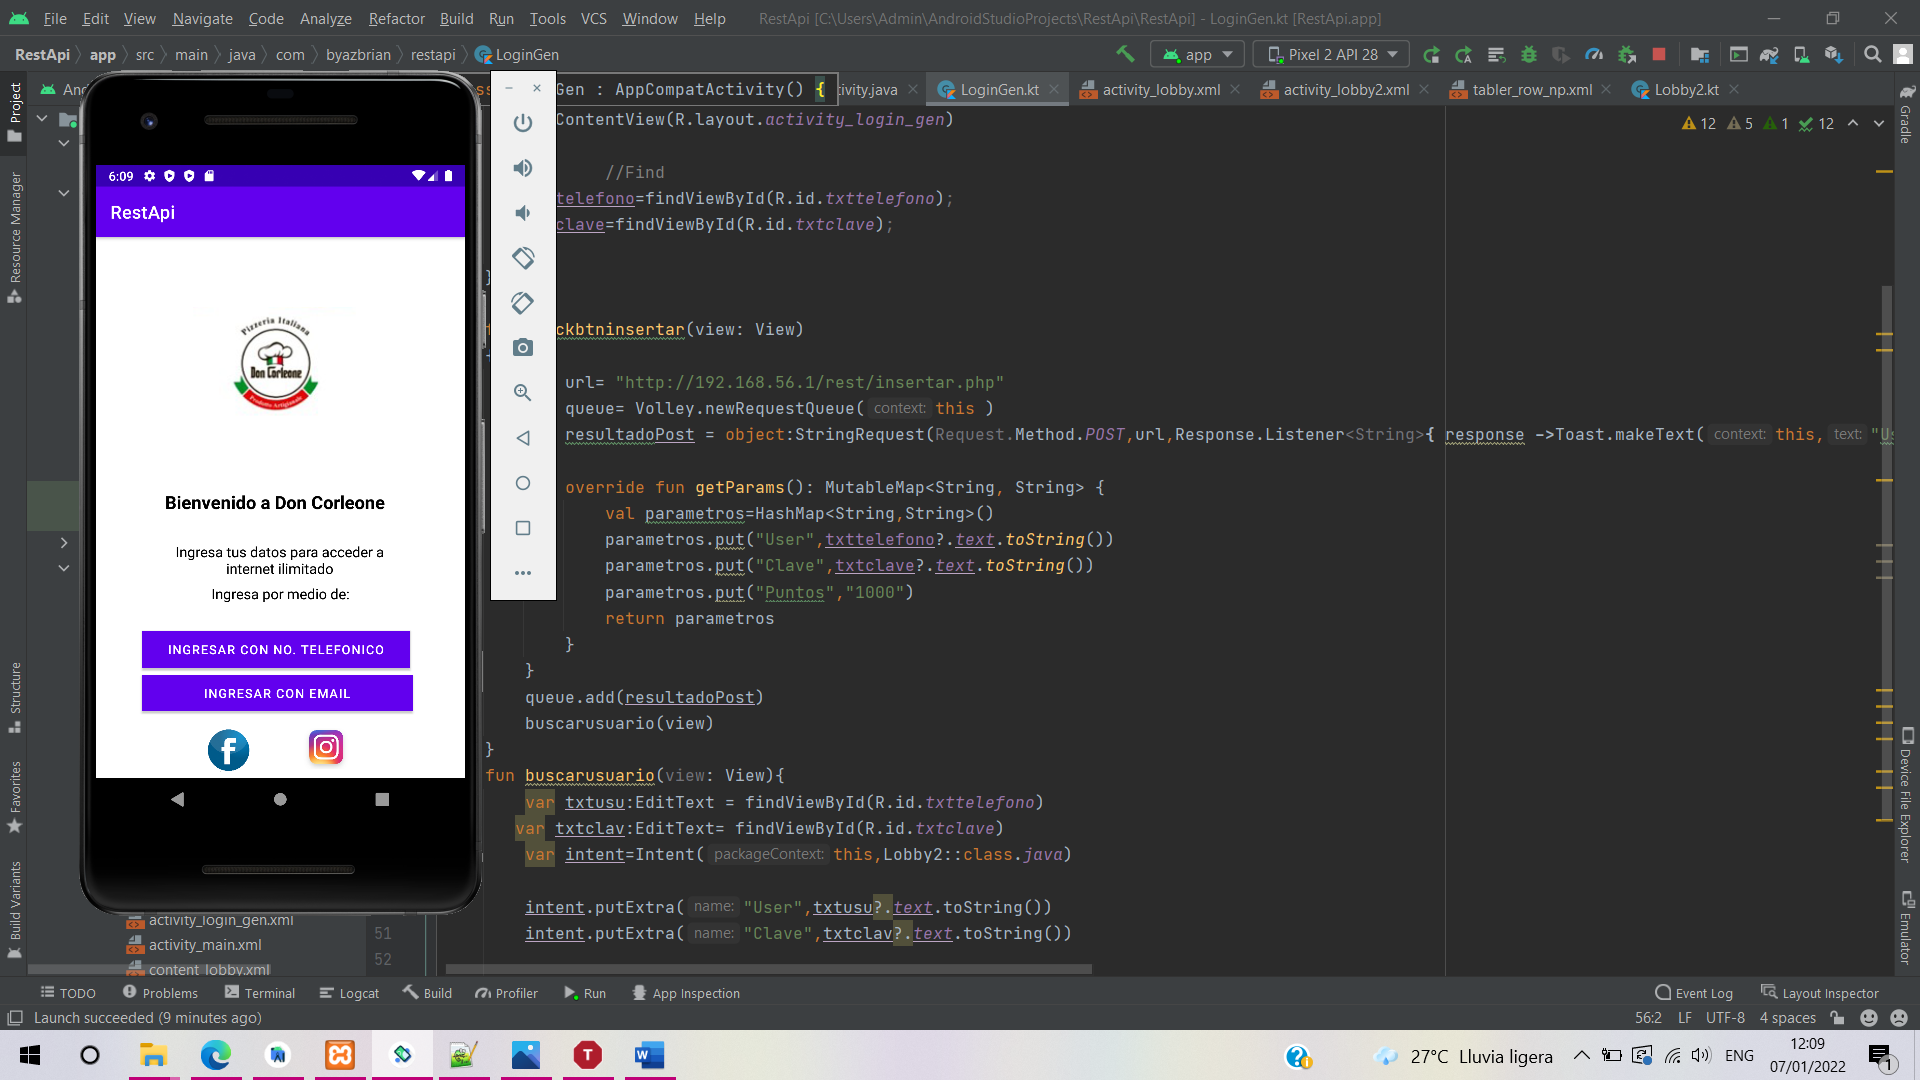 File Edit View Navigate Code Analyze Refactor Build Run Tools VCS Window Help RestApi [C:\Users\Admin\AndroidStudioProjects\RestApi\RestApi] - LoginGen.kt [RestApi.app]
RestApi app src main java com byazbrian restapi LoginGen
app Pixel 2 API 28
Gen : AppCompatActivity() {
LoginGen.kt activity_lobby.xml activity_lobby2.xml tabler_row_np.xml Lobby2.kt
Project
Resource Manager
Structure
Favorites
Build Variants
6:09
RestApi
Pizzeria Italiana
Don Corleone
Prodotto Artigianale
Bienvenido a Don Corleone
Ingresa tus datos para acceder a
internet ilimitado
Ingresa por medio de:
INGRESAR CON NO. TELEFONICO
INGRESAR CON EMAIL
ContentView(R.layout.activity_login_gen)
12 5 1 12
//Find
telefono=findViewById(R.id.txttelefono);
clave=findViewById(R.id.txtclave);
}
ckbtninsertar(view: View)
url= "http://192.168.56.1/rest/insertar.php"
queue= Volley.newRequestQueue( context: this )
resultadoPost = object:StringRequest(Request.Method.POST,url,Response.Listener<String>{ response ->Toast.makeText( context: this, text: "Us
override fun getParams(): MutableMap<String, String> {
val parametros=HashMap<String,String>()
parametros.put("User",txttelefono?.text.toString())
parametros.put("Clave",txtclave?.text.toString())
parametros.put("Puntos","1000")
return parametros
}
}
queue.add(resultadoPost)
buscarusuario(view)
}
fun buscarusuario(view: View){
var txtusu:EditText = findViewById(R.id.txttelefono)
var txtclav:EditText= findViewById(R.id.txtclave)
var intent=Intent( packageContext: this,Lobby2::class.java)
intent.putExtra( name: "User",txtusu?.text.toString())
intent.putExtra( name: "Clave",txtclav?.text.toString())
activity_login_gen.xml
activity_main.xml
content_lobby.xml
51
52
Gradle
Device File Explorer
Emulator
TODO Problems Terminal Logcat Build Profiler Run App Inspection Event Log Layout Inspector
Launch succeeded (9 minutes ago) 56:2 LF UTF-8 4 spaces
27°C Lluvia ligera ENG
12:09
07/01/2022
1